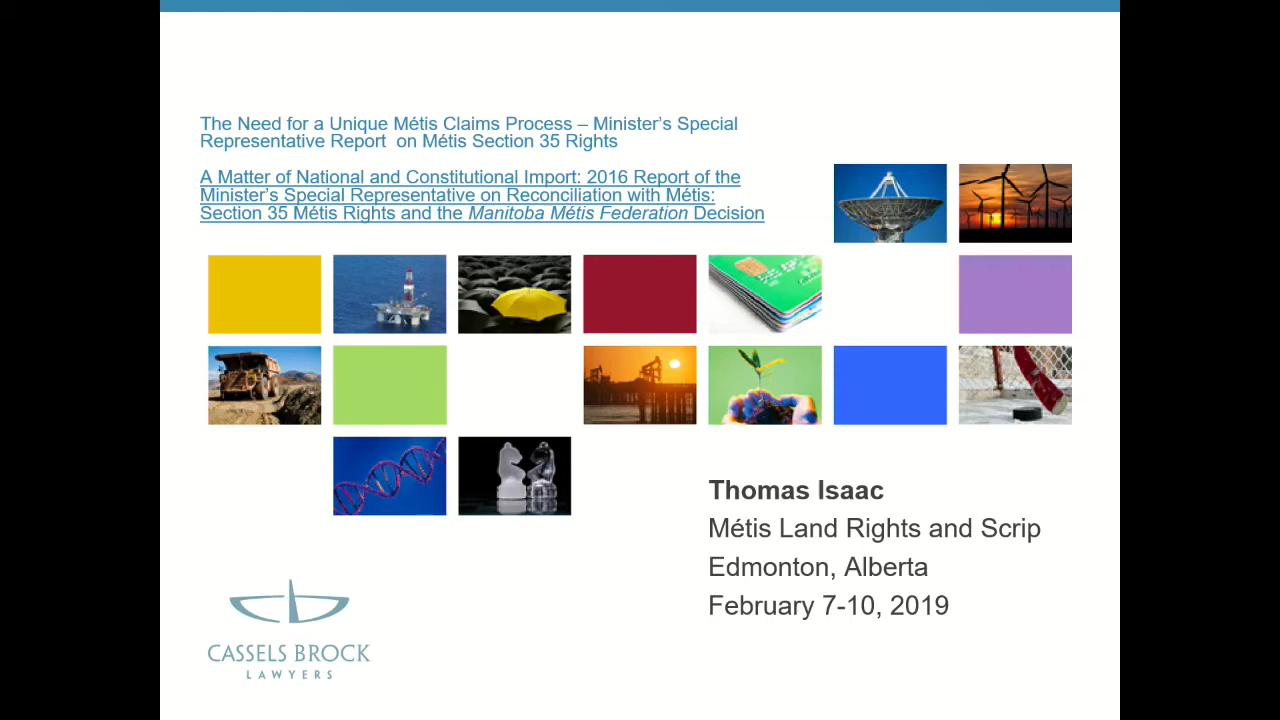 The Need for a Unique Métis Claims Process – Minister's Special
Representative Report  on Métis Section 35 Rights
A Matter of National and Constitutional Import: 2016 Report of the
Minister's Special Representative on Reconciliation with Métis:
Section 35 Métis Rights and the Manitoba Métis Federation Decision
Thomas Isaac
Métis Land Rights and Scrip
Edmonton, Alberta
February 7-10, 2019
CASSELS BROCK
LAWYERS